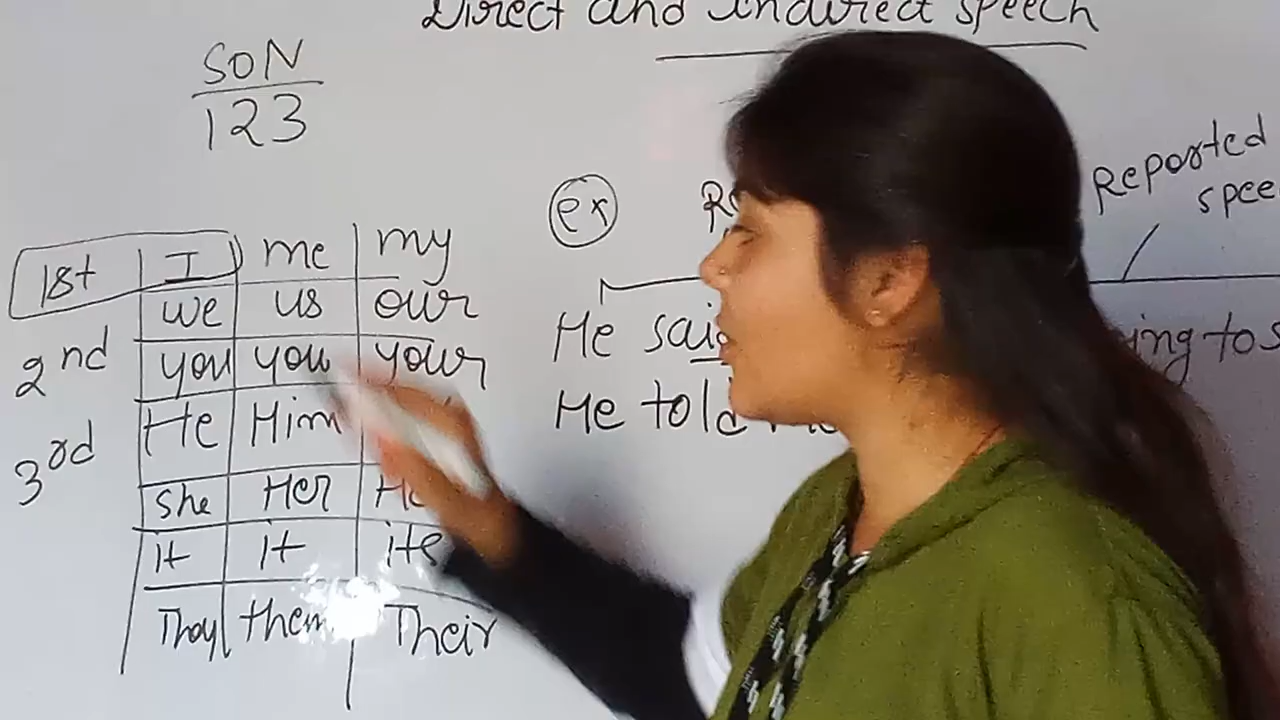 Direct and Indirect speech
SON
123
ex
Reported
1st I me my
we us our
2nd you you your
3rd He Him
she Her
it it its
They them Their
He said
He told